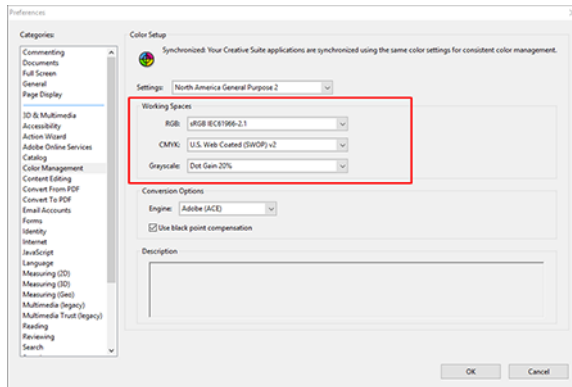 Preferences
Categories:
Commenting
Documents
Full Screen
General
Page Display
3D & Multimedia
Accessibility
Action Wizard
Adobe Online Services
Catalog
Color Management
Content Editing
Convert From PDF
Convert To PDF
Email Accounts
Forms
Identity
Internet
JavaScript
Language
Measuring (2D)
Measuring (3D)
Measuring (Geo)
Multimedia (legacy)
Multimedia Trust (legacy)
Reading
Reviewing
Search
Color Setup
Synchronized: Your Creative Suite applications are synchronized using the same color settings for consistent color management.
Settings: North America General Purpose 2
Working Spaces
RGB: sRGB IEC61966-2.1
CMYK: U.S. Web Coated (SWOP) v2
Grayscale: Dot Gain 20%
Conversion Options
Engine: Adobe (ACE)
Use black point compensation
Description
OK Cancel